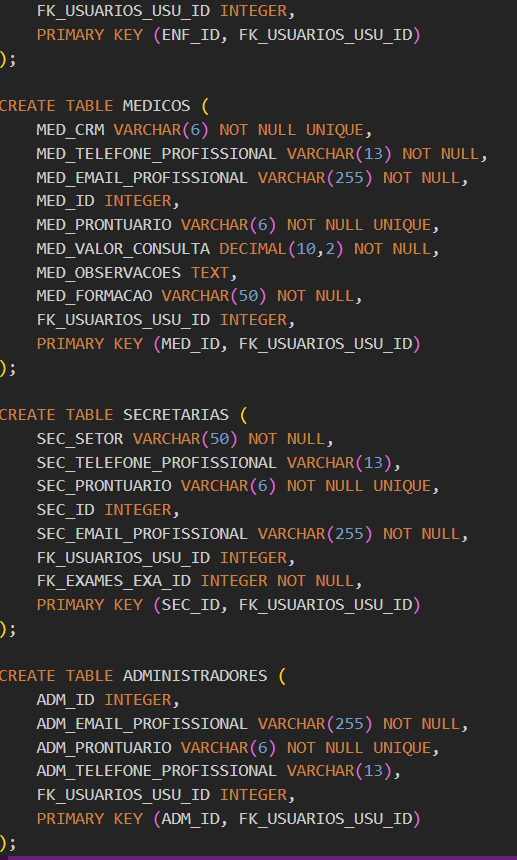 FK_USUARIOS_USU_ID INTEGER,
PRIMARY KEY (ENF_ID, FK_USUARIOS_USU_ID)
);
CREATE TABLE MEDICOS (
MED_CRM VARCHAR(6) NOT NULL UNIQUE,
MED_TELEFONE_PROFISSIONAL VARCHAR(13) NOT NULL,
MED_EMAIL_PROFISSIONAL VARCHAR(255) NOT NULL,
MED_ID INTEGER,
MED_PRONTUARIO VARCHAR(6) NOT NULL UNIQUE,
MED_VALOR_CONSULTA DECIMAL(10,2) NOT NULL,
MED_OBSERVACOES TEXT,
MED_FORMACAO VARCHAR(50) NOT NULL,
FK_USUARIOS_USU_ID INTEGER,
PRIMARY KEY (MED_ID, FK_USUARIOS_USU_ID)
);
CREATE TABLE SECRETARIAS (
SEC_SETOR VARCHAR(50) NOT NULL,
SEC_TELEFONE_PROFISSIONAL VARCHAR(13),
SEC_PRONTUARIO VARCHAR(6) NOT NULL UNIQUE,
SEC_ID INTEGER,
SEC_EMAIL_PROFISSIONAL VARCHAR(255) NOT NULL,
FK_USUARIOS_USU_ID INTEGER,
FK_EXAMES_EXA_ID INTEGER NOT NULL,
PRIMARY KEY (SEC_ID, FK_USUARIOS_USU_ID)
);
CREATE TABLE ADMINISTRADORES (
ADM_ID INTEGER,
ADM_EMAIL_PROFISSIONAL VARCHAR(255) NOT NULL,
ADM_PRONTUARIO VARCHAR(6) NOT NULL UNIQUE,
ADM_TELEFONE_PROFISSIONAL VARCHAR(13),
FK_USUARIOS_USU_ID INTEGER,
PRIMARY KEY (ADM_ID, FK_USUARIOS_USU_ID)
);